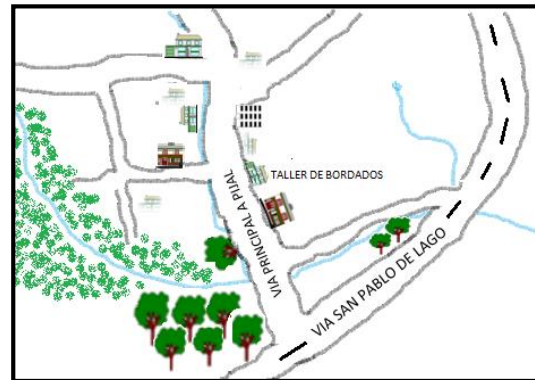 TALLER DE BORDADOS
VIA PRINCIPAL A PIJAL
VIA SAN PABLO DE LAGO